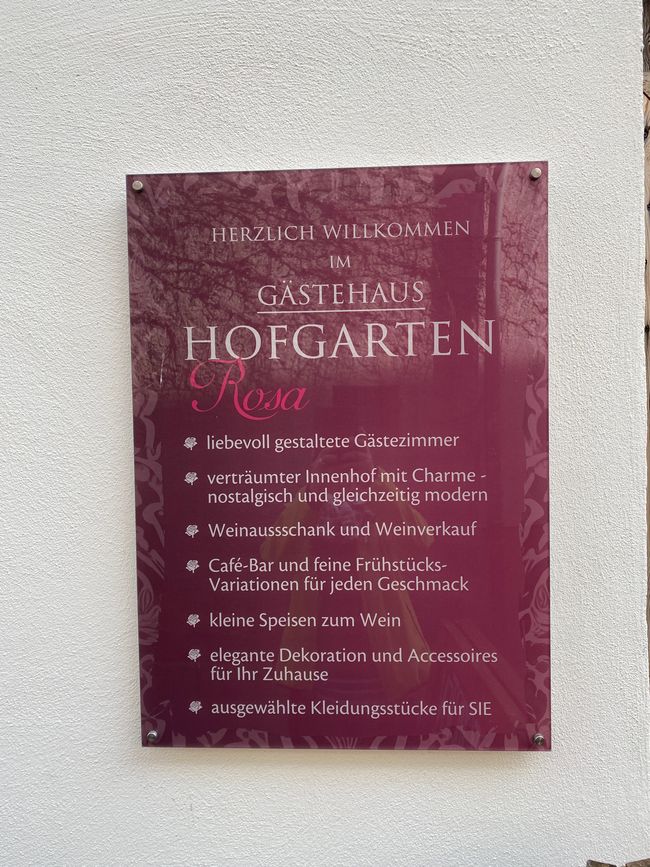 HERZLICH WILLKOMMEN
IM
GÄSTEHAUS
HOFGARTEN
Rosa
liebevoll gestaltete Gästezimmer
verträumter Innenhof mit Charme -
nostalgisch und gleichzeitig modern
Weinaussschank und Weinverkauf
Café-Bar und feine Frühstücks-
Variationen für jeden Geschmack
kleine Speisen zum Wein
elegante Dekoration und Accessoires
für Ihr Zuhause
ausgewählte Kleidungsstücke für SIE